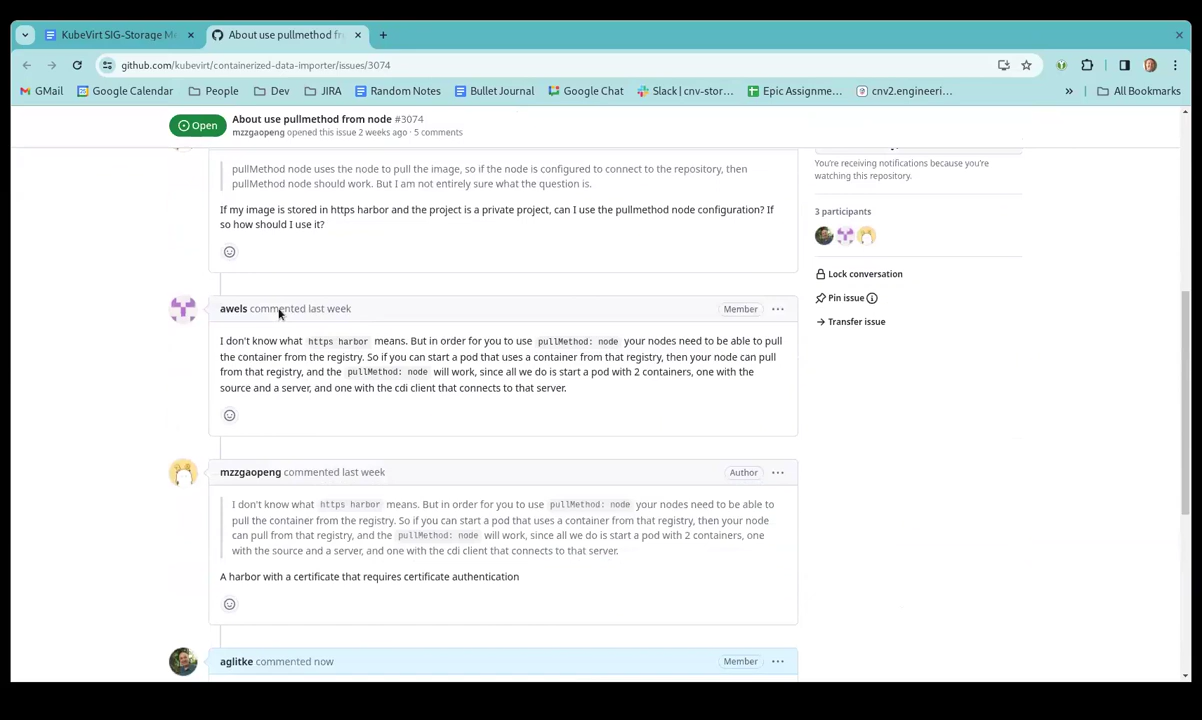 KubeVirt SIG-Storage Me
About use pullmethod fr
github.com/kubevirt/containerized-data-importer/issues/3074
GMail
Google Calendar
People
Dev
JIRA
Random Notes
Bullet Journal
Google Chat
Slack | cnv-stor...
Epic Assignme...
cnv2.engineeri...
»
All Bookmarks
Open
About use pullmethod from node #3074
mzzgaopeng opened this issue 2 weeks ago · 5 comments
pullMethod node uses the node to pull the image, so if the node is configured to connect to the repository, then
pullMethod node should work. But I am not entirely sure what the question is.
If my image is stored in https harbor and the project is a private project, can I use the pullmethod node configuration? If
so how should I use it?
awels commented last week
Member
I don't know what https harbor means. But in order for you to use pullMethod: node your nodes need to be able to pull
the container from the registry. So if you can start a pod that uses a container from that registry, then your node can pull
from that registry, and the pullMethod: node will work, since all we do is start a pod with 2 containers, one with the
source and a server, and one with the cdi client that connects to that server.
mzzgaopeng commented last week
Author
I don't know what https harbor means. But in order for you to use pullMethod: node your nodes need to be able to
pull the container from the registry. So if you can start a pod that uses a container from that registry, then your node
can pull from that registry, and the pullMethod: node will work, since all we do is start a pod with 2 containers, one
with the source and a server, and one with the cdi client that connects to that server.
A harbor with a certificate that requires certificate authentication
aglitke commented now
Member
You're receiving notifications because you're
watching this repository.
3 participants
Lock conversation
Pin issue
Transfer issue